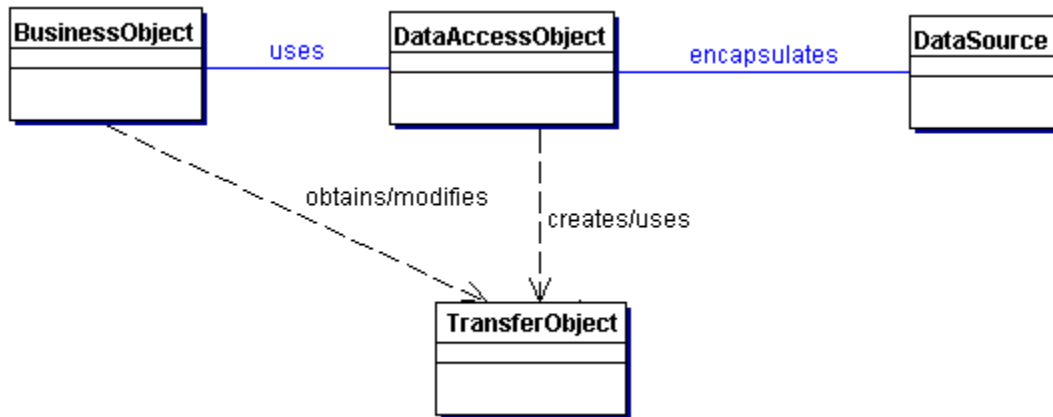 BusinessObject
uses
DataAccessObject
encapsulates
DataSource
obtains/modifies
creates/uses
TransferObject